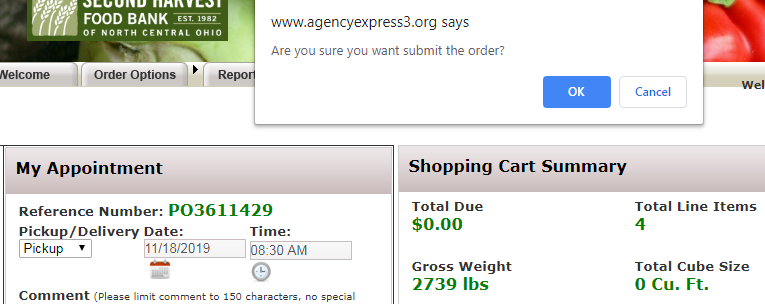 SECOND HARVEST
FOOD BANK EST. 1982
OF NORTH CENTRAL OHIO
www.agencyexpress3.org says
Are you sure you want submit the order?
OK Cancel
Welcome Order Options Report
Wel
My Appointment
Reference Number: PO3611429
Pickup/Delivery Date: Time:
Pickup 11/18/2019 08:30 AM
Comment (Please limit comment to 150 characters, no special
Shopping Cart Summary
Total Due Total Line Items
$0.00 4
Gross Weight Total Cube Size
2739 lbs 0 Cu. Ft.